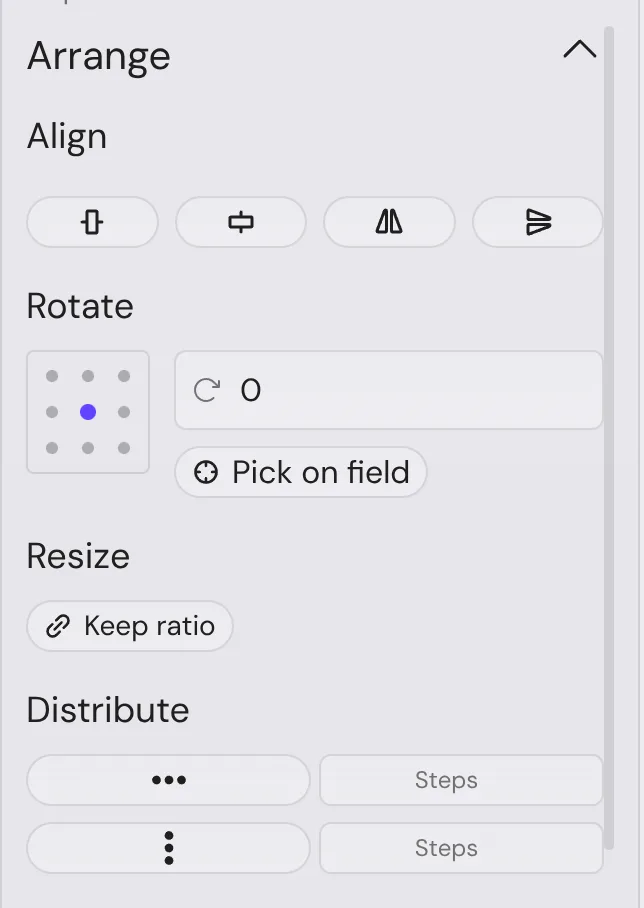 Arrange
Align
Rotate
0
Pick on field
Resize
Keep ratio
Distribute
Steps
Steps